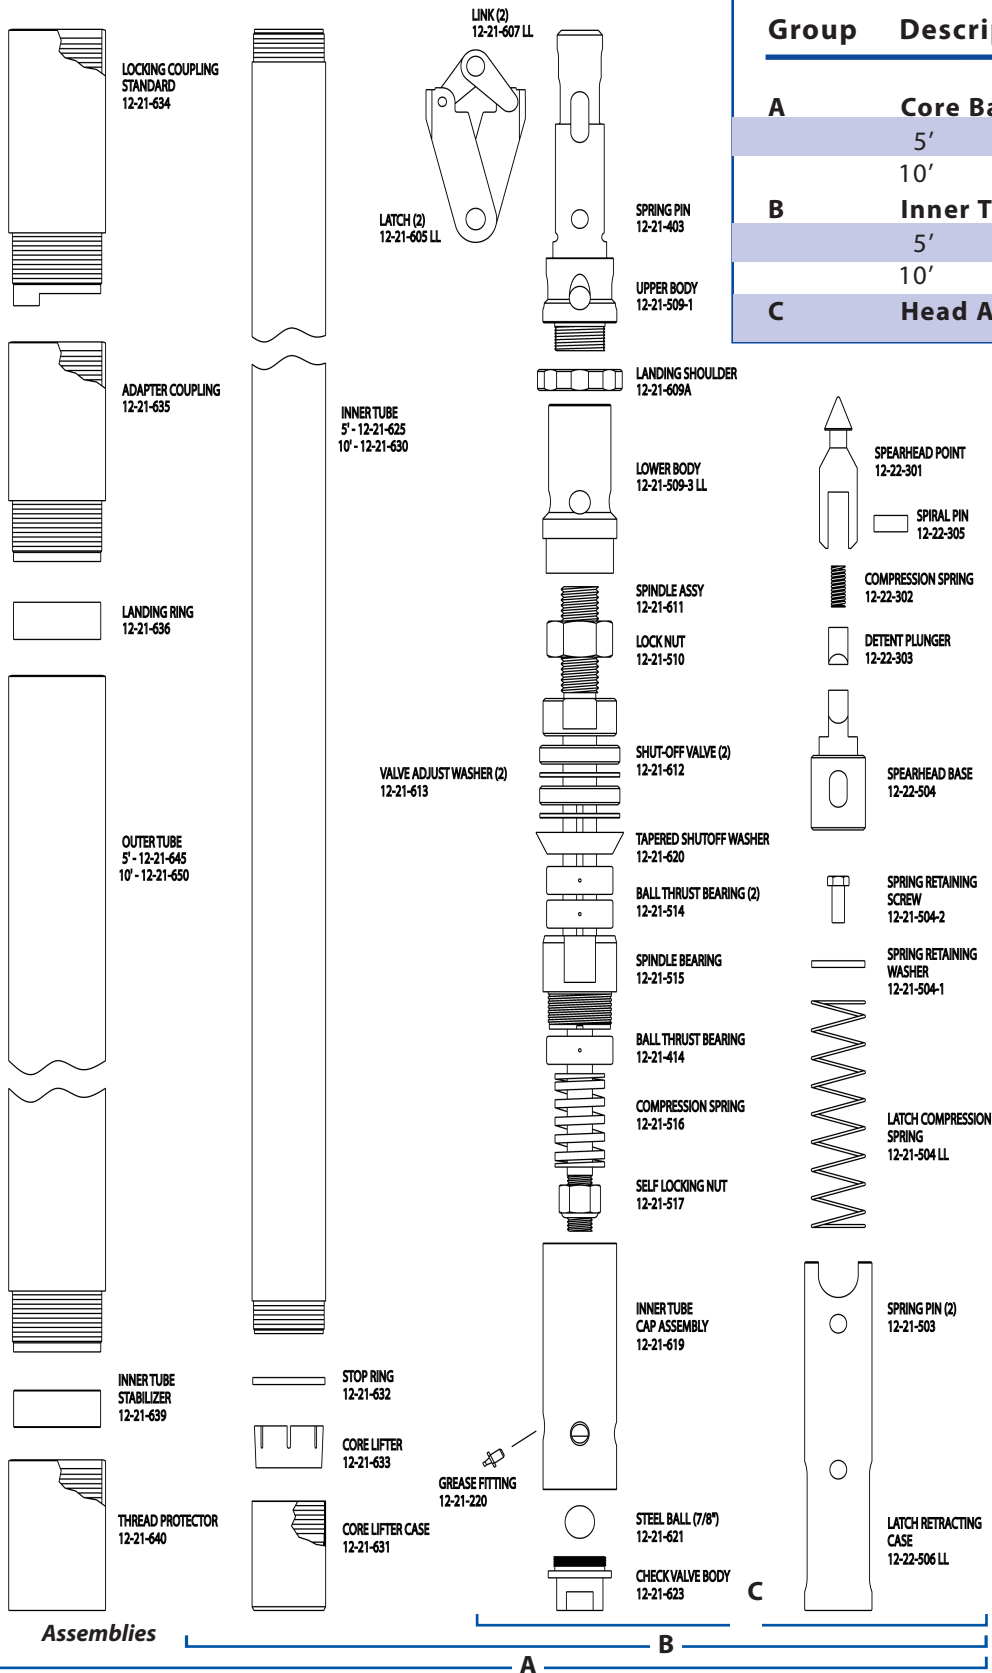 LOCKING COUPLING
STANDARD
12-21-634
ADAPTER COUPLING
12-21-635
LANDING RING
12-21-636
OUTER TUBE
5' - 12-21-645
10' - 12-21-650
INNER TUBE
STABILIZER
12-21-639
THREAD PROTECTOR
12-21-640
INNER TUBE
5' - 12-21-625
10' - 12-21-630
STOP RING
12-21-632
CORE LIFTER
12-21-633
CORE LIFTER CASE
12-21-631
LINK (2)
12-21-607 LL
LATCH (2)
12-21-605 LL
SPRING PIN
12-21-403
UPPER BODY
12-21-509-1
LANDING SHOULDER
12-21-609A
LOWER BODY
12-21-509-3 LL
SPINDLE ASSY
12-21-611
LOCK NUT
12-21-510
SHUT-OFF VALVE (2)
12-21-612
VALVE ADJUST WASHER (2)
12-21-613
TAPERED SHUTOFF WASHER
12-21-620
BALL THRUST BEARING (2)
12-21-514
SPINDLE BEARING
12-21-515
BALL THRUST BEARING
12-21-414
COMPRESSION SPRING
12-21-516
SELF LOCKING NUT
12-21-517
INNER TUBE
CAP ASSEMBLY
12-21-619
GREASE FITTING
12-21-220
STEEL BALL (7/8")
12-21-621
CHECK VALVE BODY
12-21-623
Group Descrip
A Core Ba
5’
10’
B Inner T
5’
10’
C Head A
SPEARHEAD POINT
12-22-301
SPIRAL PIN
12-22-305
COMPRESSION SPRING
12-22-302
DETENT PLUNGER
12-22-303
SPEARHEAD BASE
12-22-504
SPRING RETAINING
SCREW
12-21-504-2
SPRING RETAINING
WASHER
12-21-504-1
LATCH COMPRESSION
SPRING
12-21-504 LL
SPRING PIN (2)
12-21-503
LATCH RETRACTING
CASE
12-22-506 LL
C
Assemblies
B
A